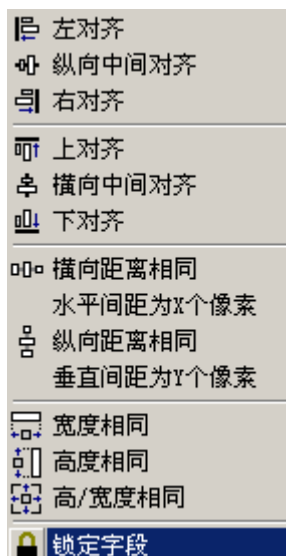 左对齐
纵向中间对齐
右对齐
上对齐
横向中间对齐
下对齐
横向距离相同
水平间距为X个像素
纵向距离相同
垂直间距为Y个像素
宽度相同
高度相同
高/宽度相同
锁定字段